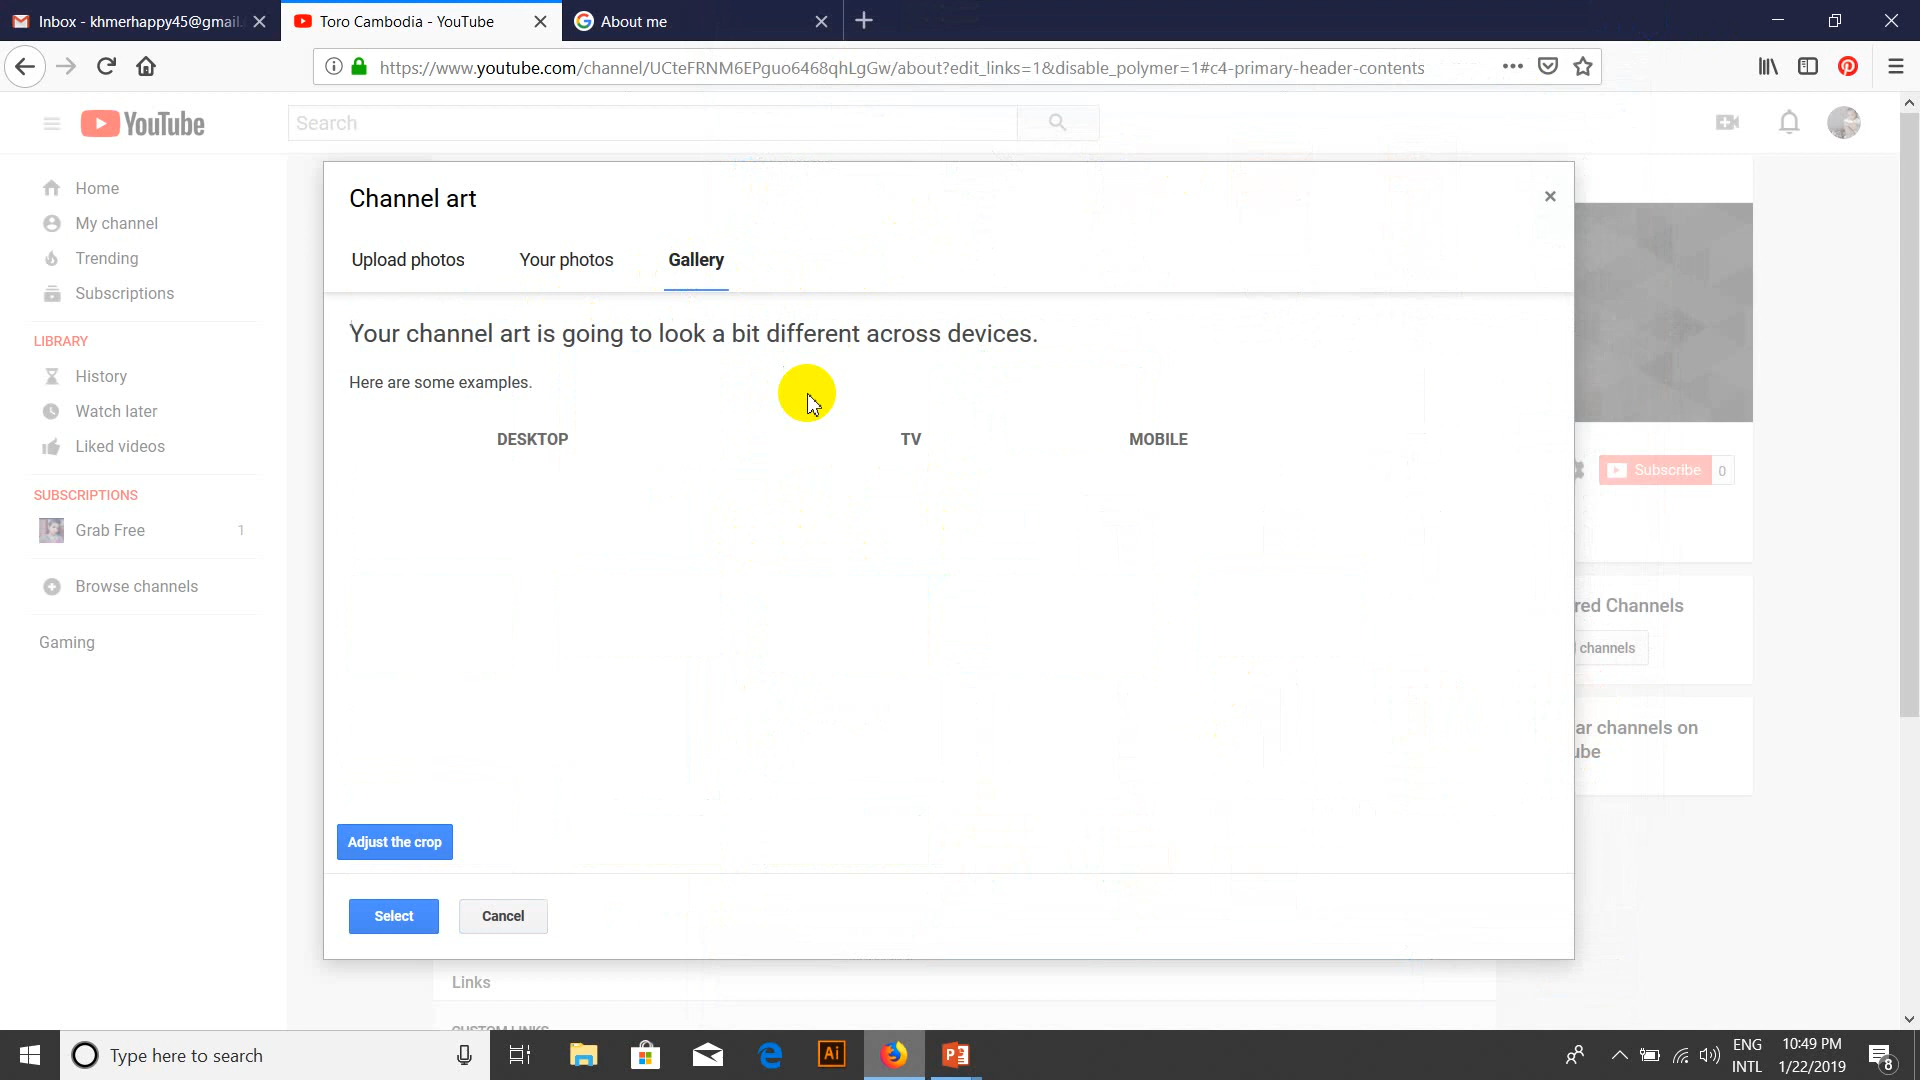 Inbox - khmerhappy45@gmail.
Toro Cambodia - YouTube
About me
https://www.youtube.com/channel/UCteFRNM6EPguo6468qhLgGw/about?edit_links=1&disable_polymer=1#c4-primary-header-contents
YouTube
Search
Home
My channel
Trending
Subscriptions
LIBRARY
History
Watch later
Liked videos
SUBSCRIPTIONS
Grab Free 1
Browse channels
Gaming
Channel art
Upload photos Your photos Gallery
Your channel art is going to look a bit different across devices.
Here are some examples.
DESKTOP TV MOBILE
Adjust the crop
Select Cancel
Subscribe 0
red Channels
channels
ar channels on
ube
Links
CUSTOM LINKS
Type here to search
Ai
ENG
INTL
10:49 PM
1/22/2019
8